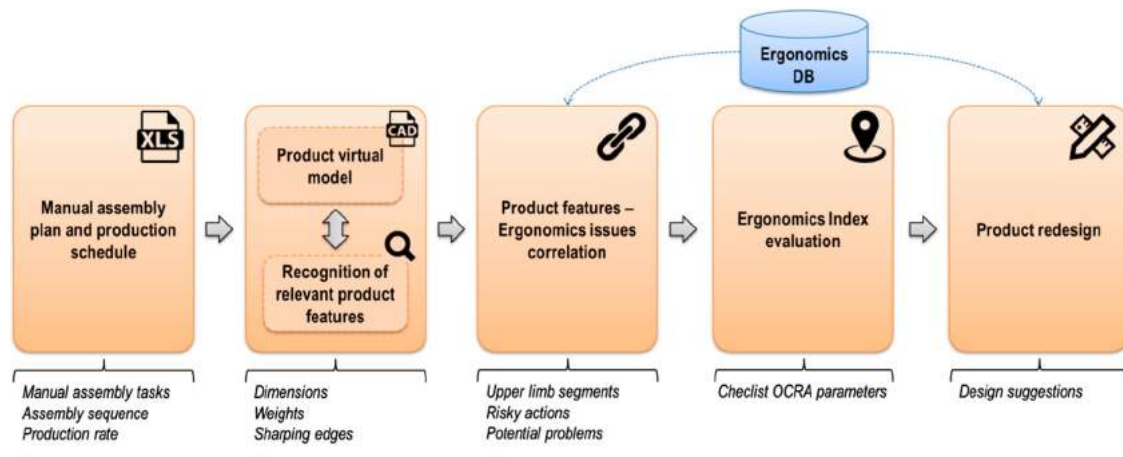 Ergonomics
DB
XLS
Manual assembly
plan and production
schedule
CAD
Product virtual
model
Recognition of
relevant product
features
Product features –
Ergonomics issues
correlation
Ergonomics Index
evaluation
Product redesign
Manual assembly tasks
Assembly sequence
Production rate
Dimensions
Weights
Sharping edges
Upper limb segments
Risky actions
Potential problems
Checlist OCRA parameters
Design suggestions